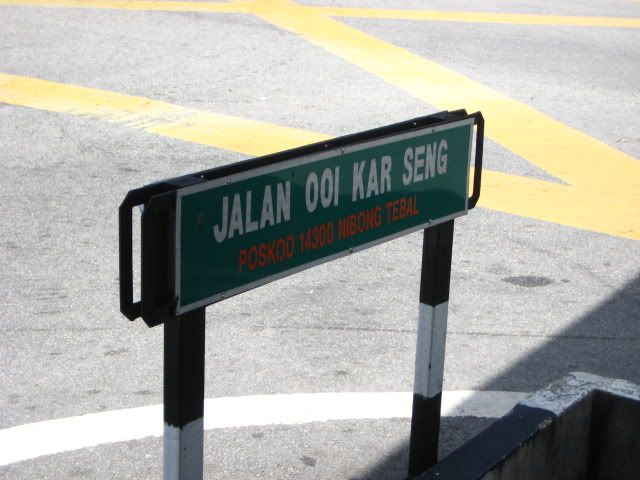 JALAN OOI KAR SENG
POSKOD 14300 NIBONG TEBAL